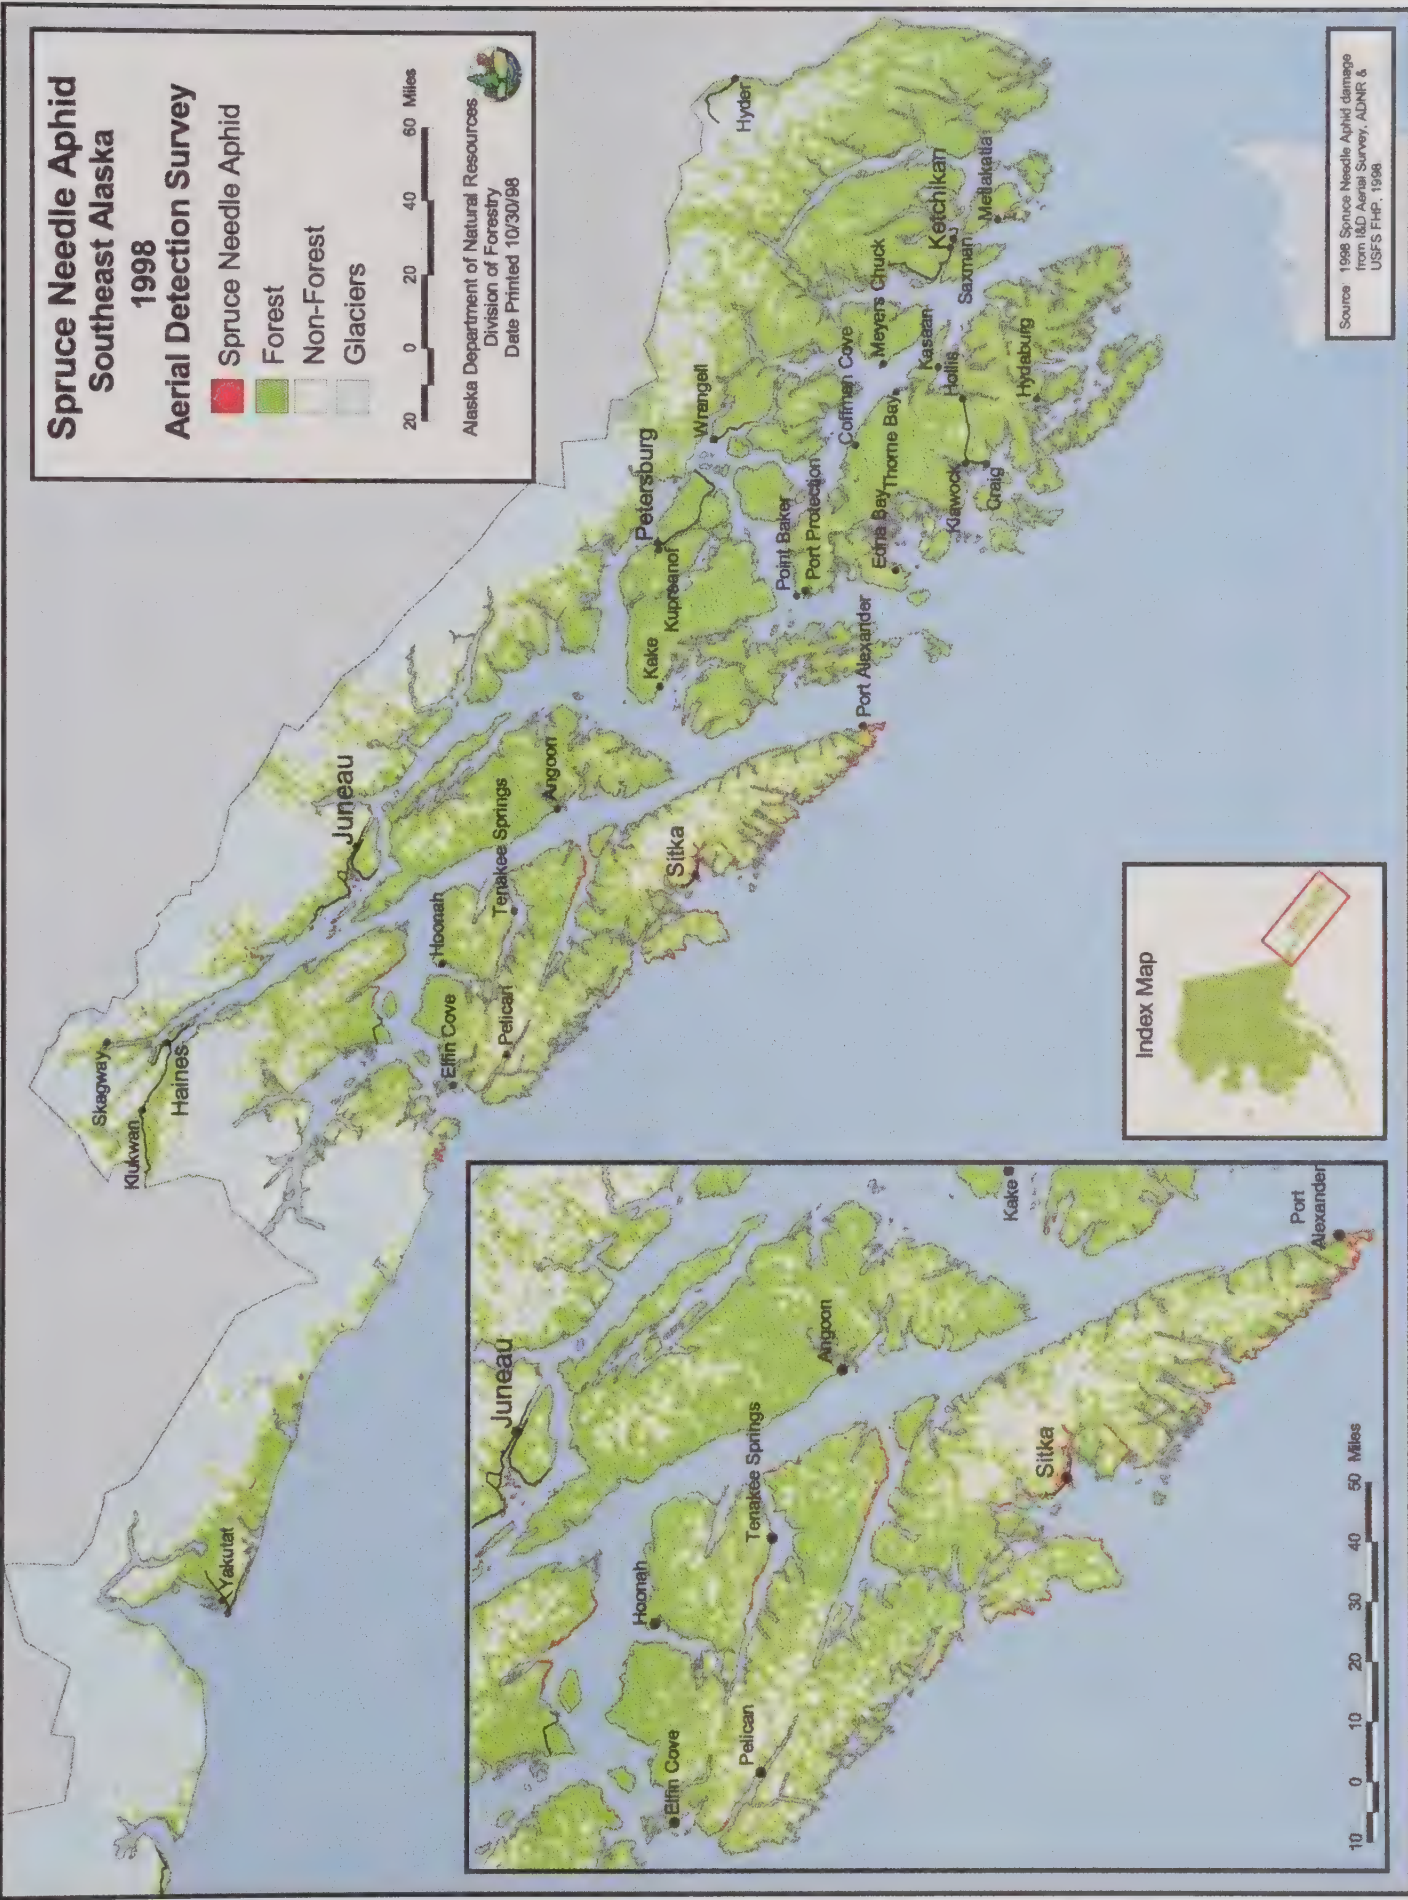 Spruce Needle Aphid
Southeast Alaska
1998
Aerial Detection Survey
Spruce Needle Aphid
Forest
Non-Forest
Glaciers
20 0 20 40 60 Miles
Alaska Department of Natural Resources
Division of Forestry
Date Printed 10/30/98
Yakutat
Klukwan
Skagway
Haines
Juneau
Elfin Cove
Hoonah
Pelican
Tenakee Springs
Angoon
Sitka
Kake
Kupreanof
Petersburg
Wrangell
Hyder
Point Baker
Port Protection
Port Alexander
Coffman Cove
Meyers Chuck
Edna Bay
Thorne Bay
Kasaan
Ketchikan
Saxman
Metlakatla
Klawock
Hollis
Craig
Hydaburg
Juneau
Hoonah
Elfin Cove
Pelican
Tenakee Springs
Angoon
Kake
Sitka
Port
Alexander
10 0 10 20 30 40 50 Miles
Index Map
Source 1998 Spruce Needle Aphid damage
from I&D Aerial Survey, ADNR &
USFS FHP, 1998